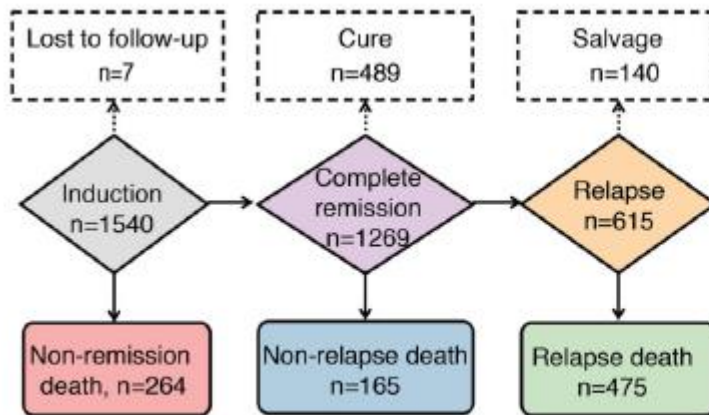 Lost to follow-up
n=7
Cure
n=489
Salvage
n=140
Induction
n=1540
Complete
remission
n=1269
Relapse
n=615
Non-remission
death, n=264
Non-relapse death
n=165
Relapse death
n=475